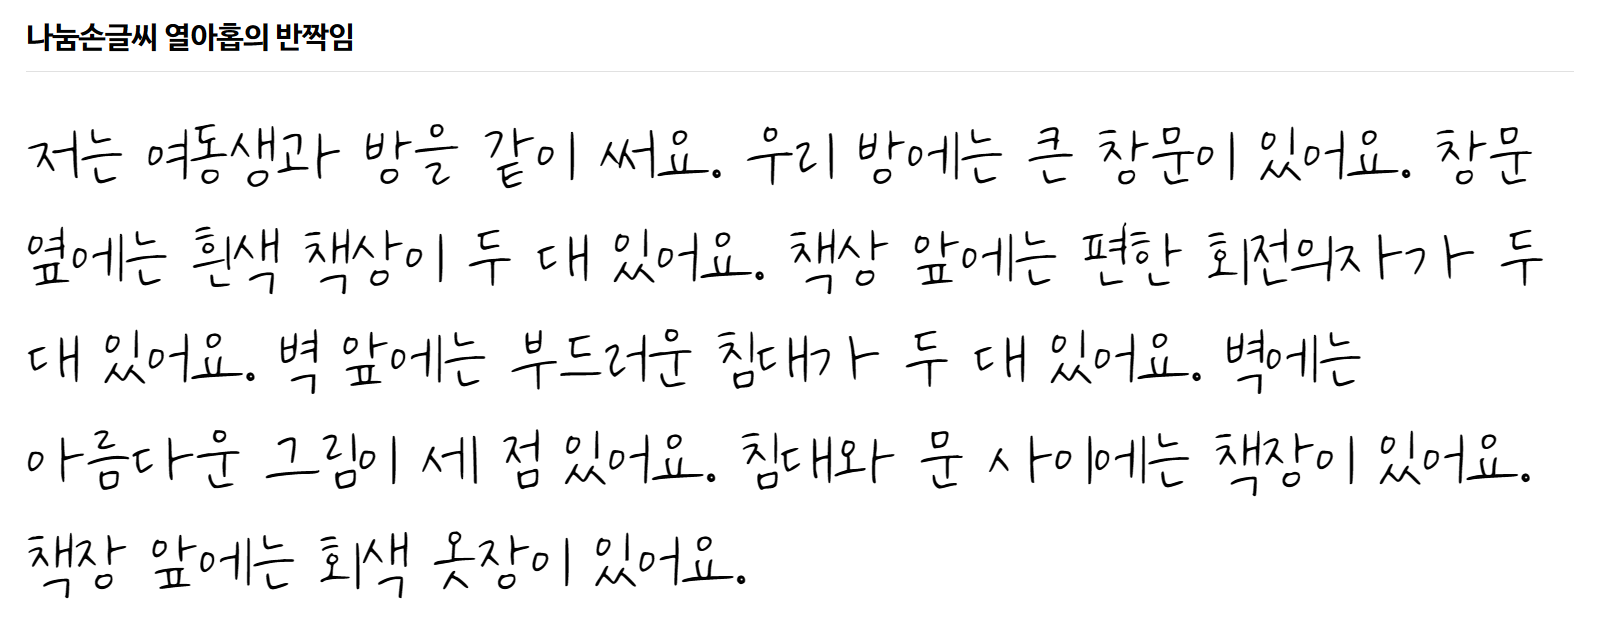 나눔손글씨 열아홉의 반짝임
저는 여동생과 방을 같이 써요. 우리 방에는 큰 창문이 있어요. 창문
옆에는 흰색 책상이 두 대 있어요. 책상 앞에는 편한 회전의자가 두
대 있어요. 벽 앞에는 부드러운 침대가 두 대 있어요. 벽에는
아름다운 그림이 세 점 있어요. 침대와 문 사이에는 책장이 있어요.
책장 앞에는 회색 옷장이 있어요.